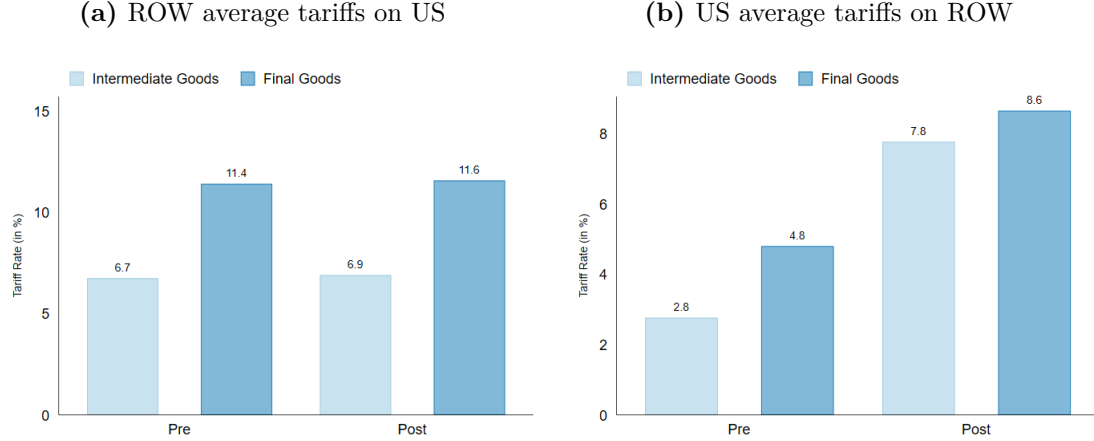 (a) ROW average tariffs on US
Intermediate Goods Final Goods
Tariff Rate (in %)
15
10
5
0
6.7
11.4
6.9
11.6
Pre Post
(b) US average tariffs on ROW
Intermediate Goods Final Goods
Tariff Rate (in %)
8
6
4
2
0
2.8
4.8
7.8
8.6
Pre Post